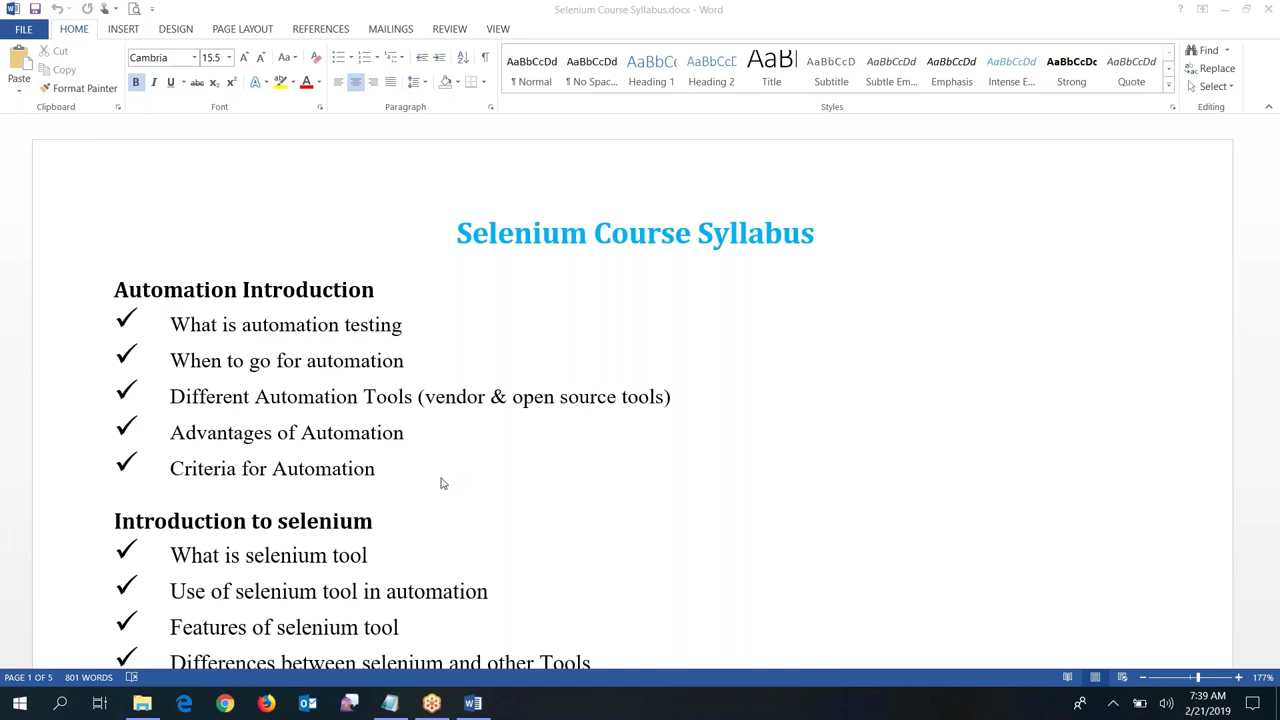 Selenium Course Syllabus.docx - Word
FILE HOME INSERT DESIGN PAGE LAYOUT REFERENCES MAILINGS REVIEW VIEW
Paste
Cut
Copy
Format Painter
Clipboard
Cambria 15.5
Font
Paragraph
AaBbCcDd ¶ Normal
AaBbCcDd ¶ No Spac...
AaBbCc Heading 1
AaBbCcD Heading 2
AaBl Title
AaBbCcD Subtitle
AaBbCcDd Subtle Em...
AaBbCcDd Emphasis
AaBbCcDd Intense E...
AaBbCcDc Strong
AaBbCcDd Quote
Styles
Find
Replace
Select
Editing
Selenium Course Syllabus
Automation Introduction
What is automation testing
When to go for automation
Different Automation Tools (vendor & open source tools)
Advantages of Automation
Criteria for Automation
Introduction to selenium
What is selenium tool
Use of selenium tool in automation
Features of selenium tool
Differences between selenium and other Tools
PAGE 1 OF 5 801 WORDS 177%
7:39 AM
2/21/2019